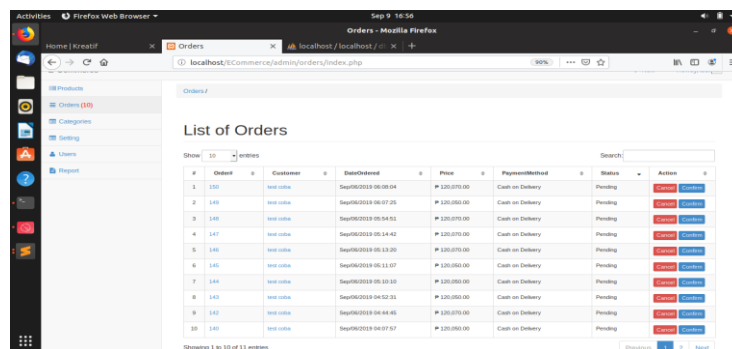 Activities Firefox Web Browser Sep 9 16:56
Orders - Mozilla Firefox
Home | Kreatif Orders localhost / localhost /
localhost/ECommerce/admin/orders/index.php 90%
Products
Orders (10)
Categories
Setting
Users
Report
Orders /
List of Orders
Show 10 entries Search:
# Order# Customer DateOrdered Price PaymentMethod Status Action
1 150 test coba Sep/06/2019 06:08:04 ₱ 120,070.00 Cash on Delivery Pending Cancel Confirm
2 149 test coba Sep/06/2019 06:07:25 ₱ 120,050.00 Cash on Delivery Pending Cancel Confirm
3 148 test coba Sep/06/2019 05:54:51 ₱ 120,070.00 Cash on Delivery Pending Cancel Confirm
4 147 test coba Sep/06/2019 05:14:42 ₱ 120,070.00 Cash on Delivery Pending Cancel Confirm
5 146 test coba Sep/06/2019 05:13:20 ₱ 120,070.00 Cash on Delivery Pending Cancel Confirm
6 145 test coba Sep/06/2019 05:11:07 ₱ 120,050.00 Cash on Delivery Pending Cancel Confirm
7 144 test coba Sep/06/2019 05:10:10 ₱ 120,050.00 Cash on Delivery Pending Cancel Confirm
8 143 test coba Sep/06/2019 04:52:31 ₱ 120,050.00 Cash on Delivery Pending Cancel Confirm
9 142 test coba Sep/06/2019 04:44:45 ₱ 120,070.00 Cash on Delivery Pending Cancel Confirm
10 140 test coba Sep/06/2019 04:07:57 ₱ 120,050.00 Cash on Delivery Pending Cancel Confirm
Showing 1 to 10 of 11 entries Previous 1 2 Next